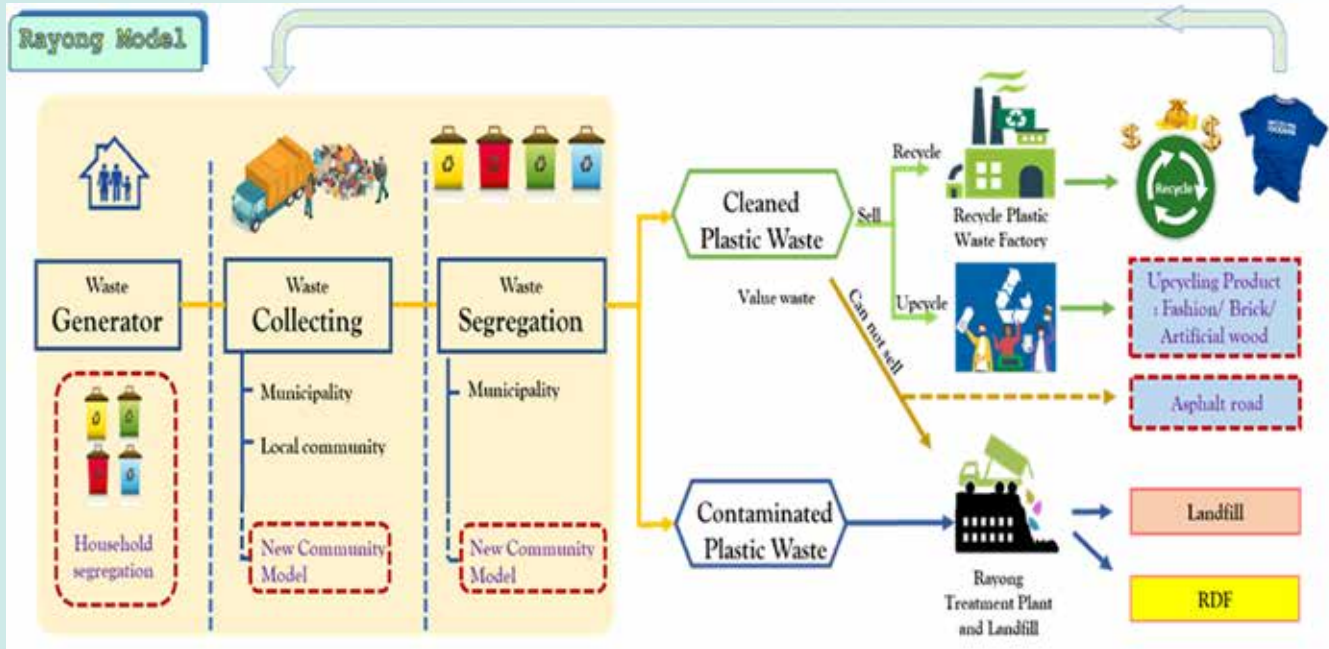 Rayong Model
Waste
Generator
Household
segregation
Waste
Collecting
Municipality
Local community
New Community
Model
Waste
Segregation
Municipality
New Community
Model
Cleaned
Plastic Waste
Value waste
Sell
Can not sell
Recycle
Recycle Plastic
Waste Factory
Recycle
Upcycle
Upcycling Product
: Fashion/ Brick/
Artificial wood
Asphalt road
Contaminated
Plastic Waste
Rayong
Treatment Plant
and Landfill
Landfill
RDF